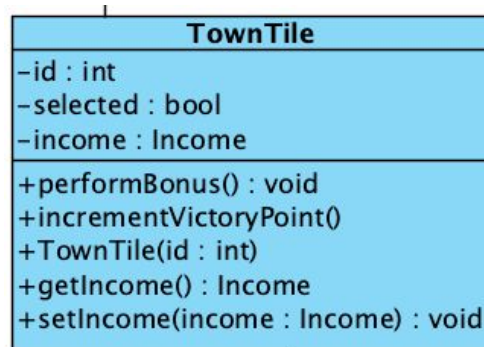 TownTile
-id : int
-selected : bool
-income : Income
+performBonus() : void
+incrementVictoryPoint()
+TownTile(id : int)
+getIncome() : Income
+setIncome(income : Income) : void